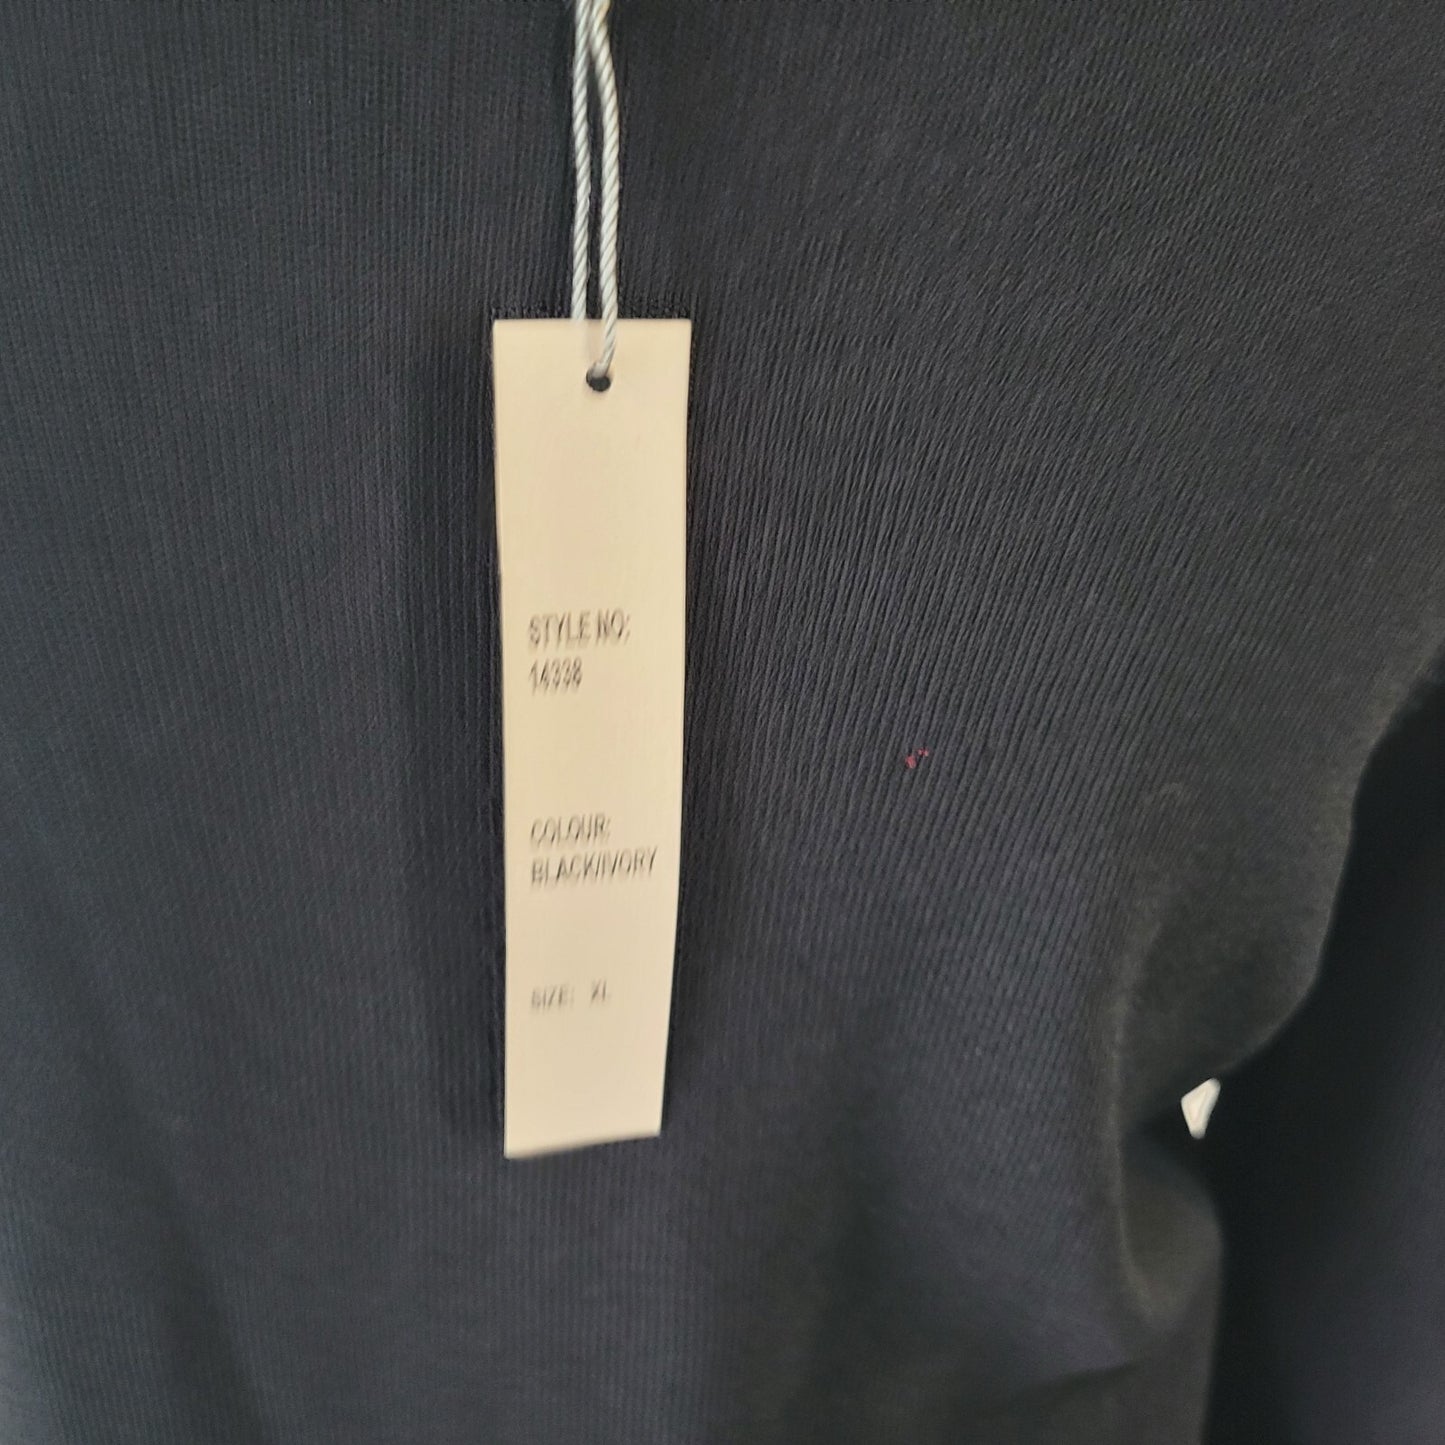 STYLE NO:
14338
COLOUR:
BLACK/IVORY
SIZE: XL